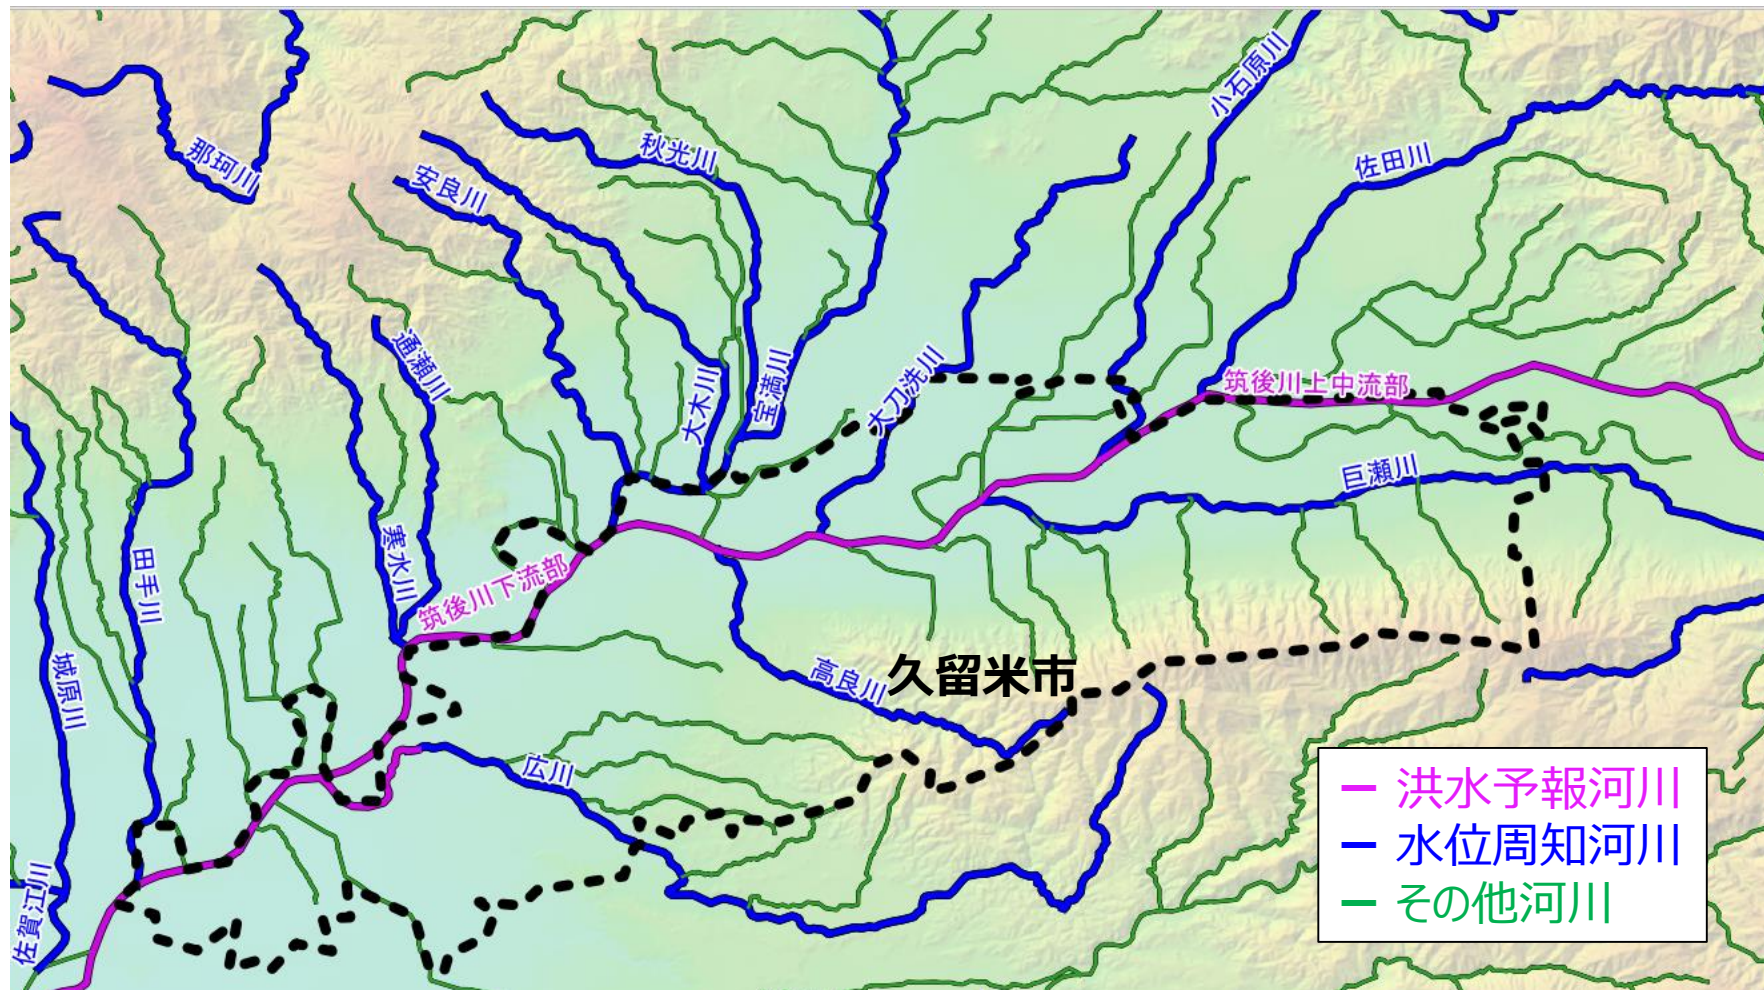 小石原川
秋光川
那珂川
佐田川
安良川
通瀬川
大木川
宝満川
大刀洗川
筑後川上中流部
巨瀬川
寒水川
田手川
筑後川下流部
城原川
高良川
久留米市
広川
佐賀江川
洪水予報河川
水位周知河川
その他河川